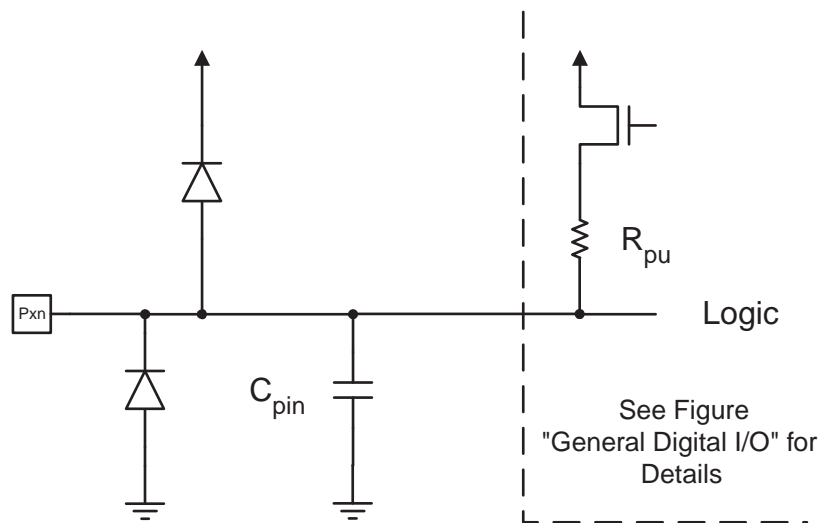 R
pu
Pxn
Logic
C
pin
See Figure
"General Digital I/O" for
Details